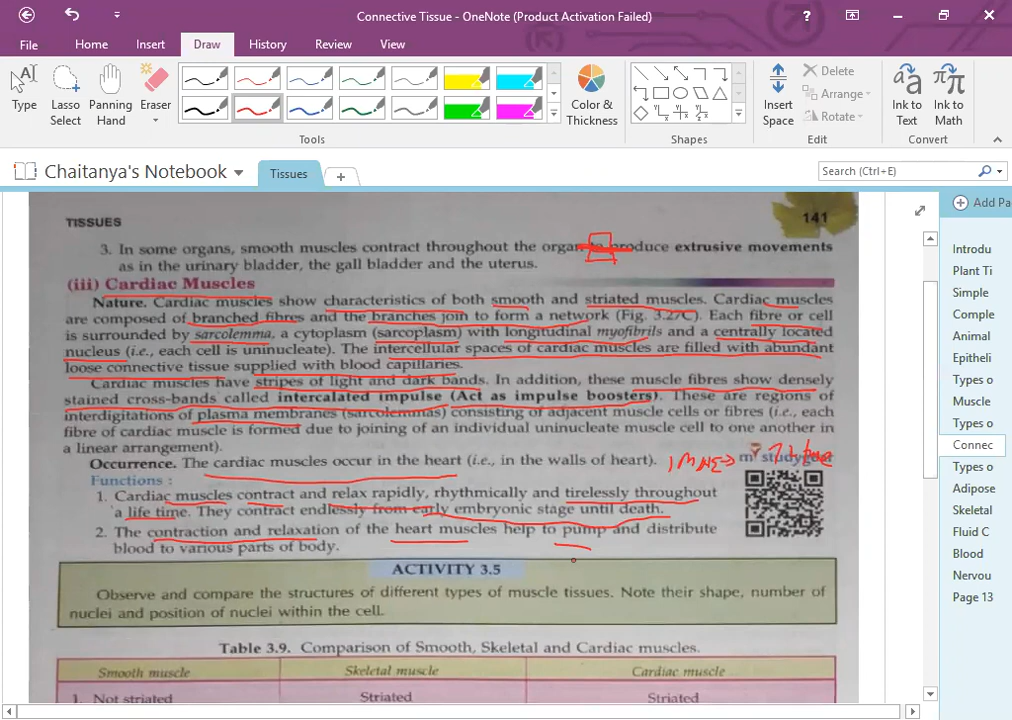 Connective Tissue - OneNote (Product Activation Failed)
File Home Insert Draw History Review View
Type
Lasso Select
Panning Hand
Eraser
Color & Thickness
Insert Space
Delete
Arrange
Rotate
Ink to Text
Ink to Math
Tools
Shapes
Edit
Convert
Chaitanya's Notebook
Tissues
Search (Ctrl+E)
TISSUES
141
3. In some organs, smooth muscles contract throughout the organ to produce extrusive movements
as in the urinary bladder, the gall bladder and the uterus.
(iii) Cardiac Muscles
Nature. Cardiac muscles show characteristics of both smooth and striated muscles. Cardiac muscles
are composed of branched fibres and the branches join to form a network (Fig. 3.27C). Each fibre or cell
is surrounded by sarcolemma, a cytoplasm (sarcoplasm) with longitudinal myofibrils and a centrally located
nucleus (i.e., each cell is uninucleate). The intercellular spaces of cardiac muscles are filled with abundant
loose connective tissue supplied with blood capillaries.
Cardiac muscles have stripes of light and dark bands. In addition, these muscle fibres show densely
stained cross-bands called intercalated impulse (Act as impulse boosters). These are regions of
interdigitations of plasma membranes (sarcolemmas) consisting of adjacent muscle cells or fibres (i.e., each
fibre of cardiac muscle is formed due to joining of an individual uninucleate muscle cell to one another in
a linear arrangement).
Occurrence. The cardiac muscles occur in the heart (i.e., in the walls of heart).
Functions :
1. Cardiac muscles contract and relax rapidly, rhythmically and tirelessly throughout
a life time. They contract endlessly from early embryonic stage until death.
2. The contraction and relaxation of the heart muscles help to pump and distribute
blood to various parts of body.
ACTIVITY 3.5
Observe and compare the structures of different types of muscle tissues. Note their shape, number of
nuclei and position of nuclei within the cell.
Table 3.9. Comparison of Smooth, Skeletal and Cardiac muscles.
Smooth muscle Skeletal muscle Cardiac muscle
1. Not striated Striated Striated
Add Pa
Introdu
Plant Ti
Simple
Comple
Animal
Epitheli
Types o
Muscle
Types o
Connec
Types o
Adipose
Skeletal
Fluid C
Blood
Nervou
Page 13